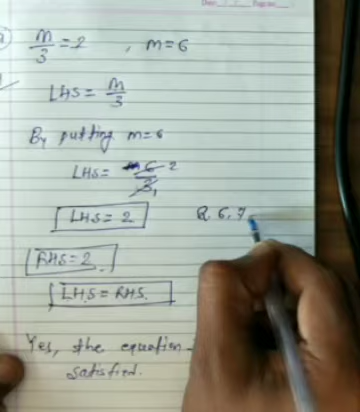 m/3 = 2 , m = 6
LHS = m/3
By putting m = 6
LHS = 6/3 2
LHS = 2
Q. 6, 7
RHS = 2
LHS = RHS.
Yes, the equation
satisfied.